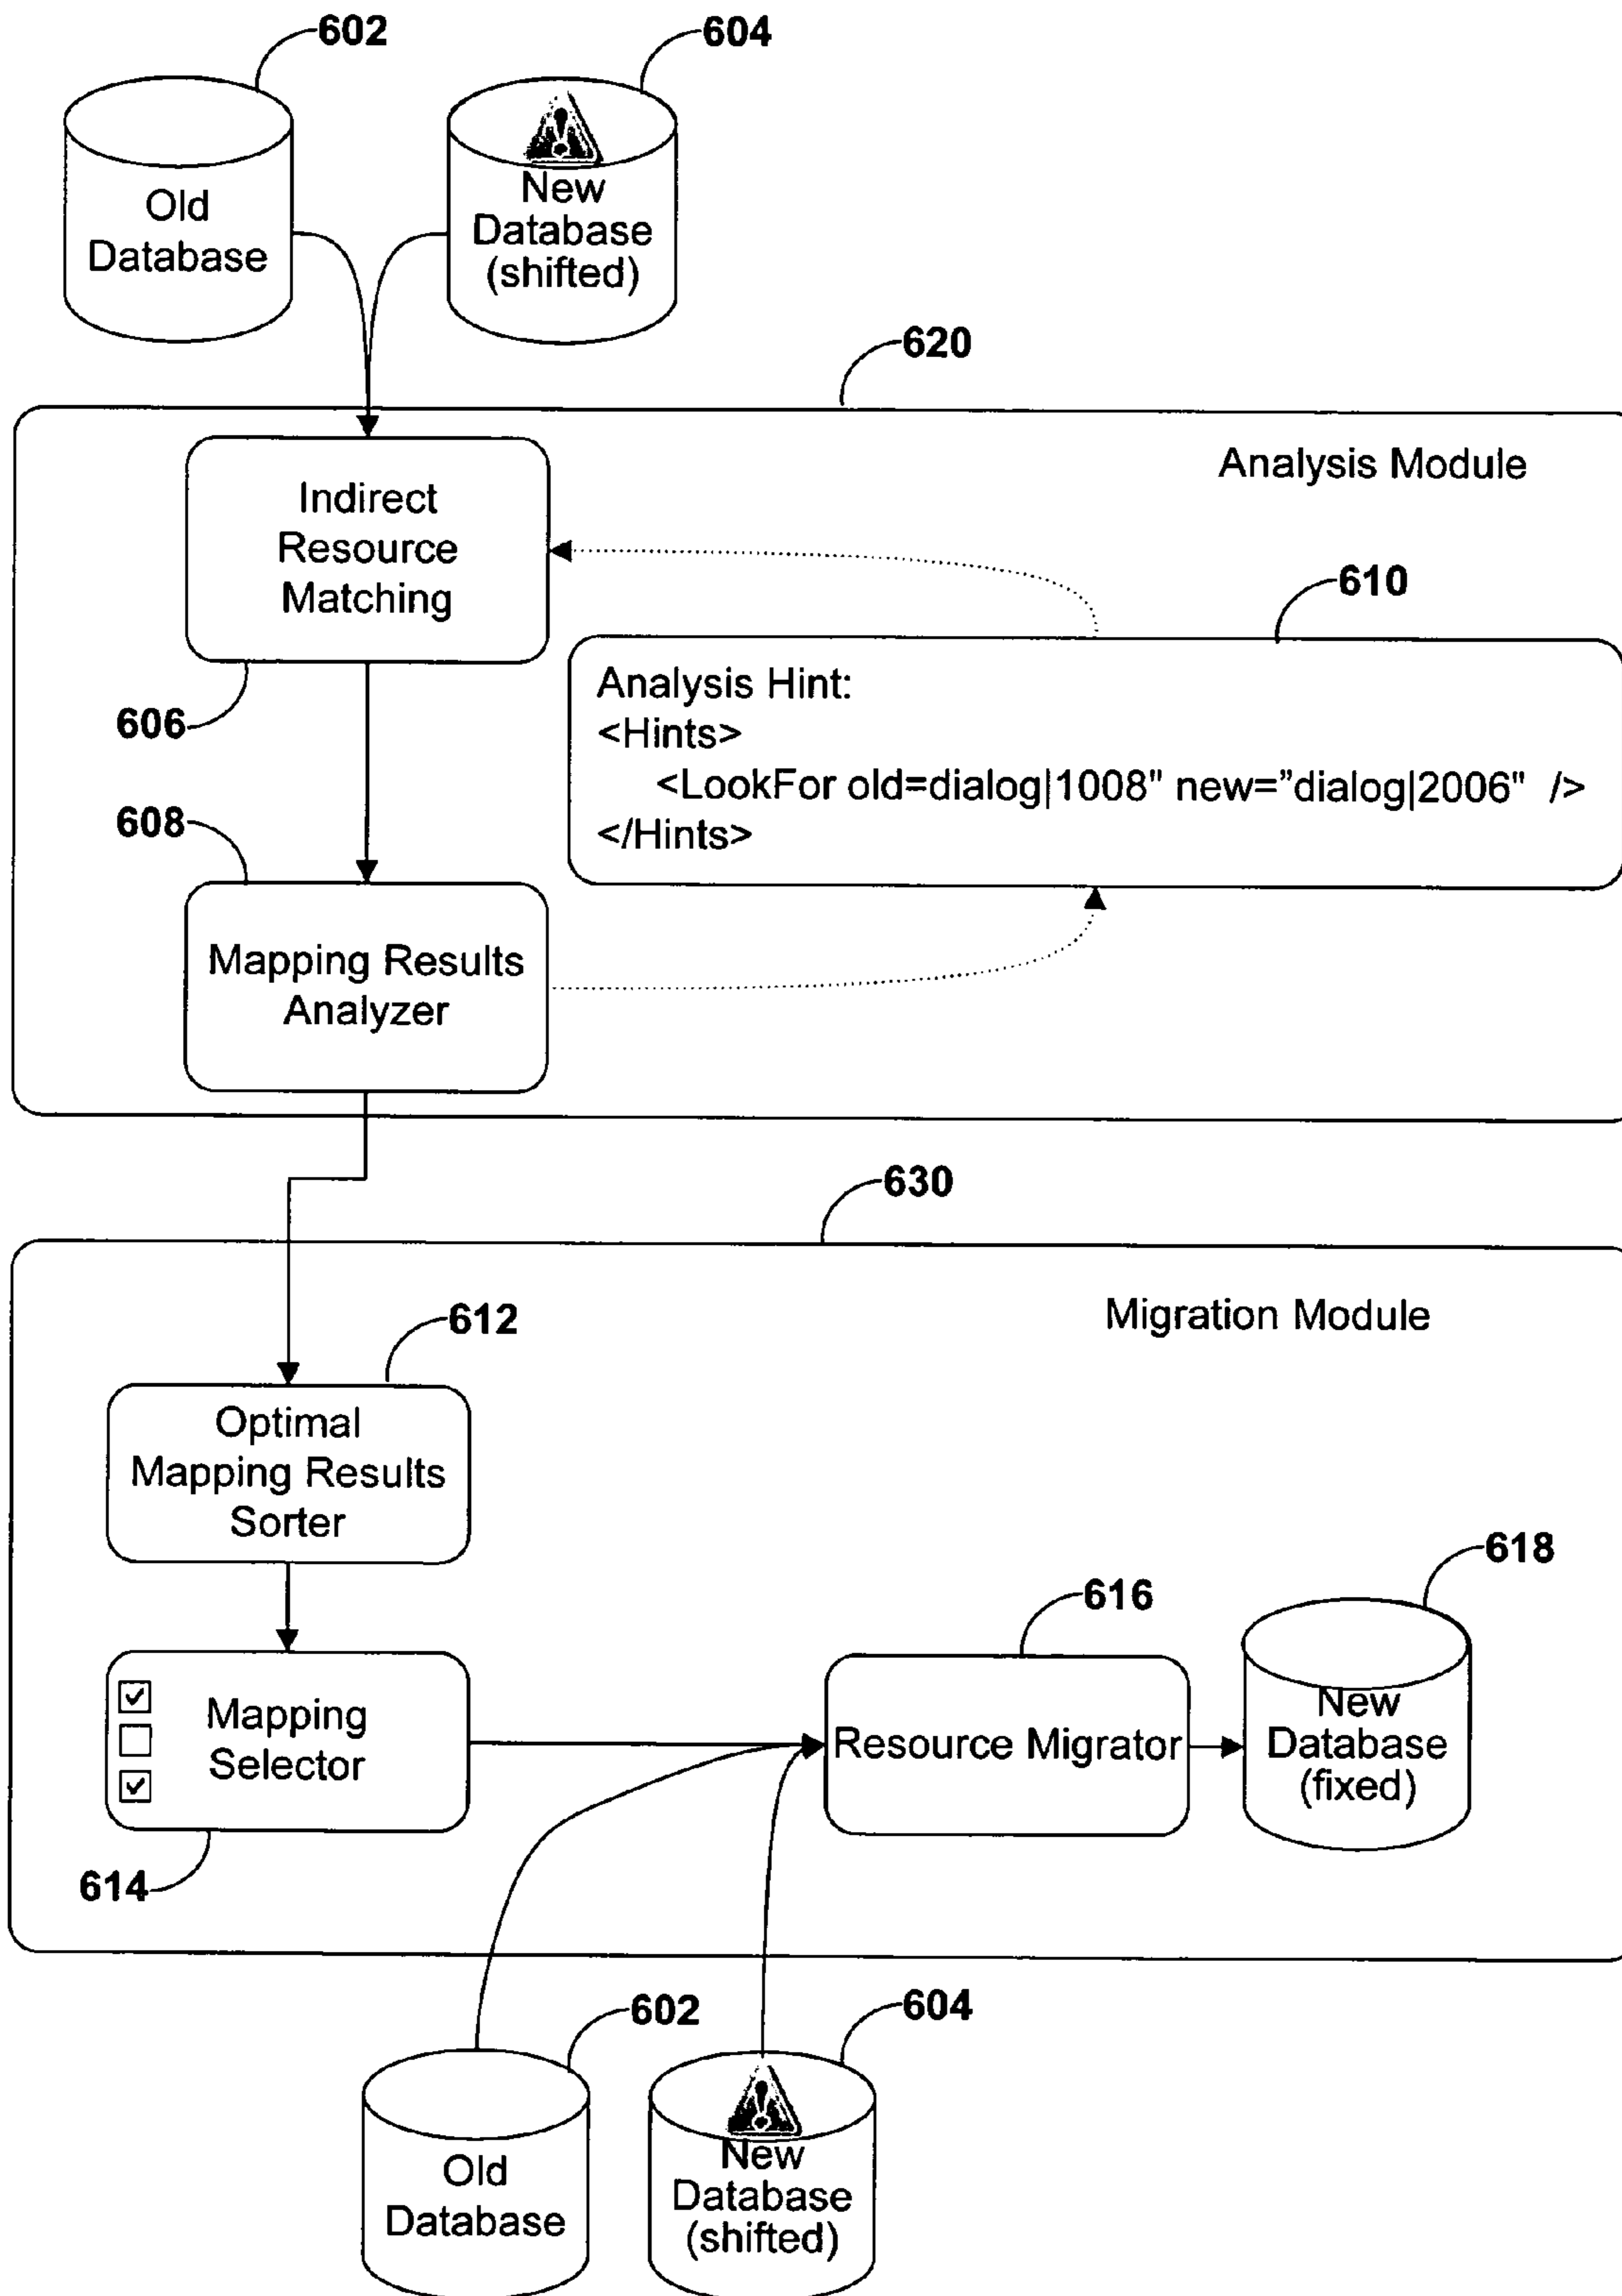 602
604
Old
Database
New
Database
(shifted)
620
Analysis Module
Indirect
Resource
Matching
610
606
Analysis Hint:
<Hints>
<LookFor old=dialog|1008" new="dialog|2006" />
</Hints>
608
Mapping Results
Analyzer
630
Migration Module
612
Optimal
Mapping Results
Sorter
618
616
Mapping
Selector
Resource Migrator
New
Database
(fixed)
614
602
604
Old
Database
New
Database
(shifted)